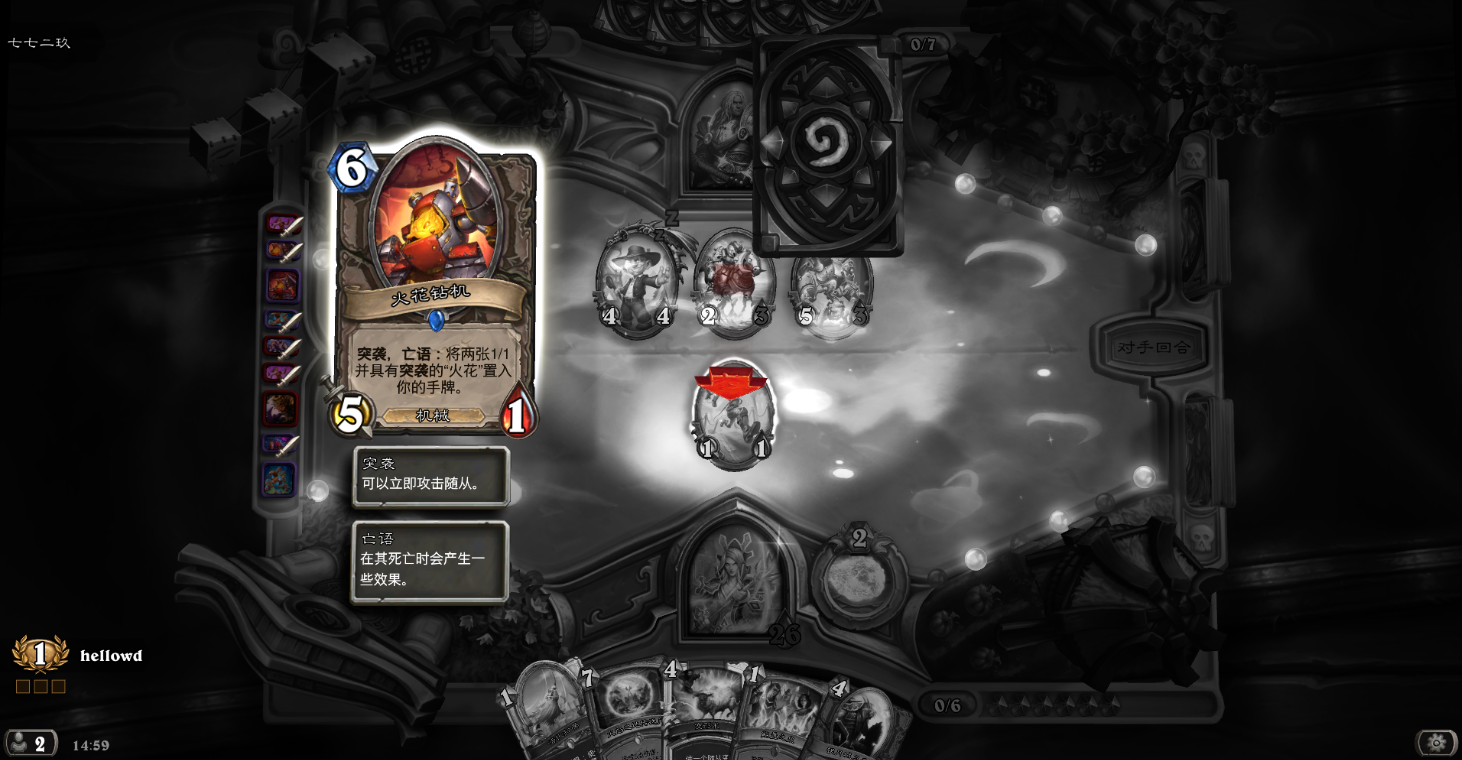 七七二玖
0/7
6
火花钻机
突袭，亡语：将两张1/1
并具有突袭的“火花”置入
你的手牌。
5
机械
1
4
4
2
3
5
3
对手回合
1
1
突袭
可以立即攻击随从。
亡语
在其死亡时会产生一
些效果。
2
26
1
hellowd
1
7
4
1
4
0/6
2
14:59